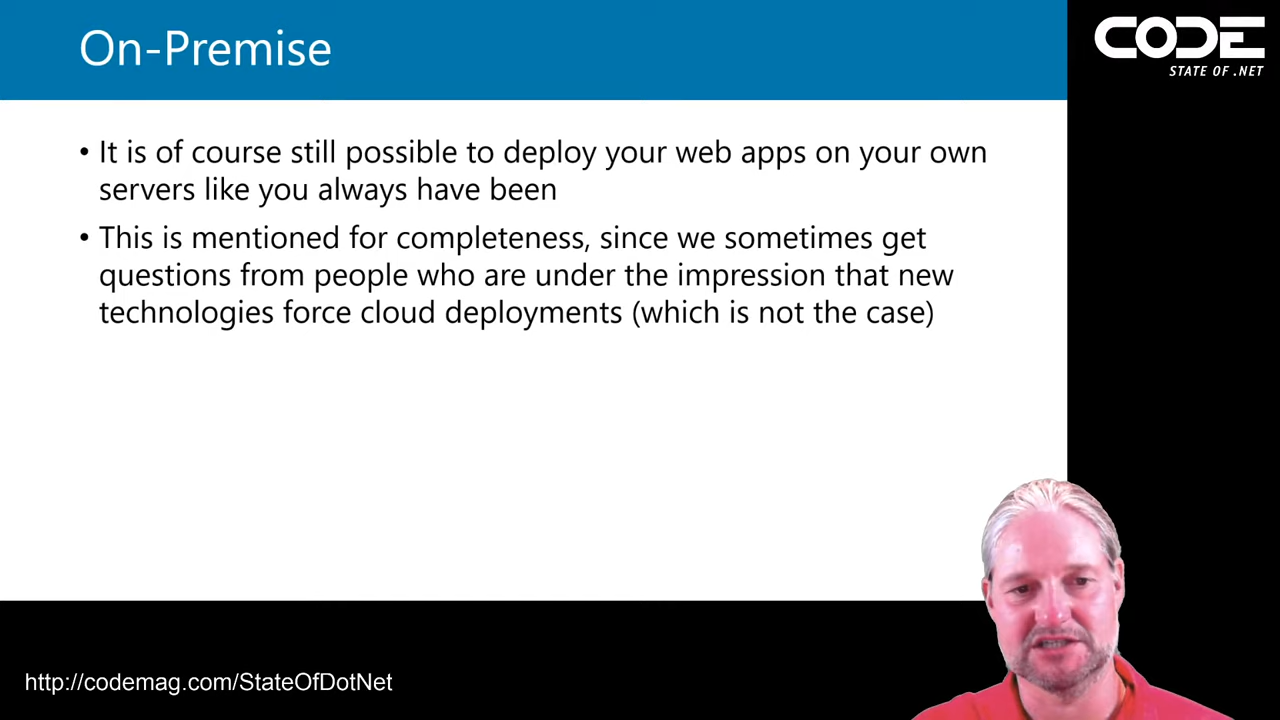 On-Premise
CODE
STATE OF .NET
• It is of course still possible to deploy your web apps on your own
servers like you always have been
• This is mentioned for completeness, since we sometimes get
questions from people who are under the impression that new
technologies force cloud deployments (which is not the case)
http://codemag.com/StateOfDotNet